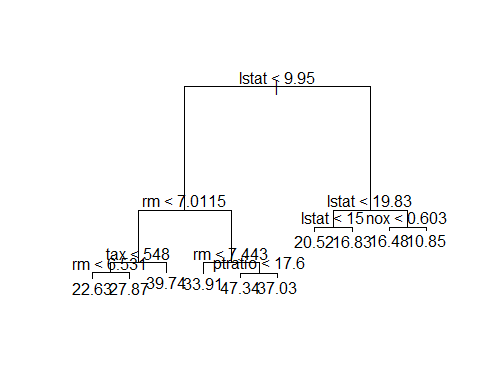 lstat < 9.95
rm < 7.0115
lstat < 19.83
lstat < 15
nox < 0.603
20.52
16.83
16.48
10.85
tax < 548
rm < 7.443
rm < 6.531
ptratio < 17.6
22.63
27.87
39.74
33.91
47.34
37.03